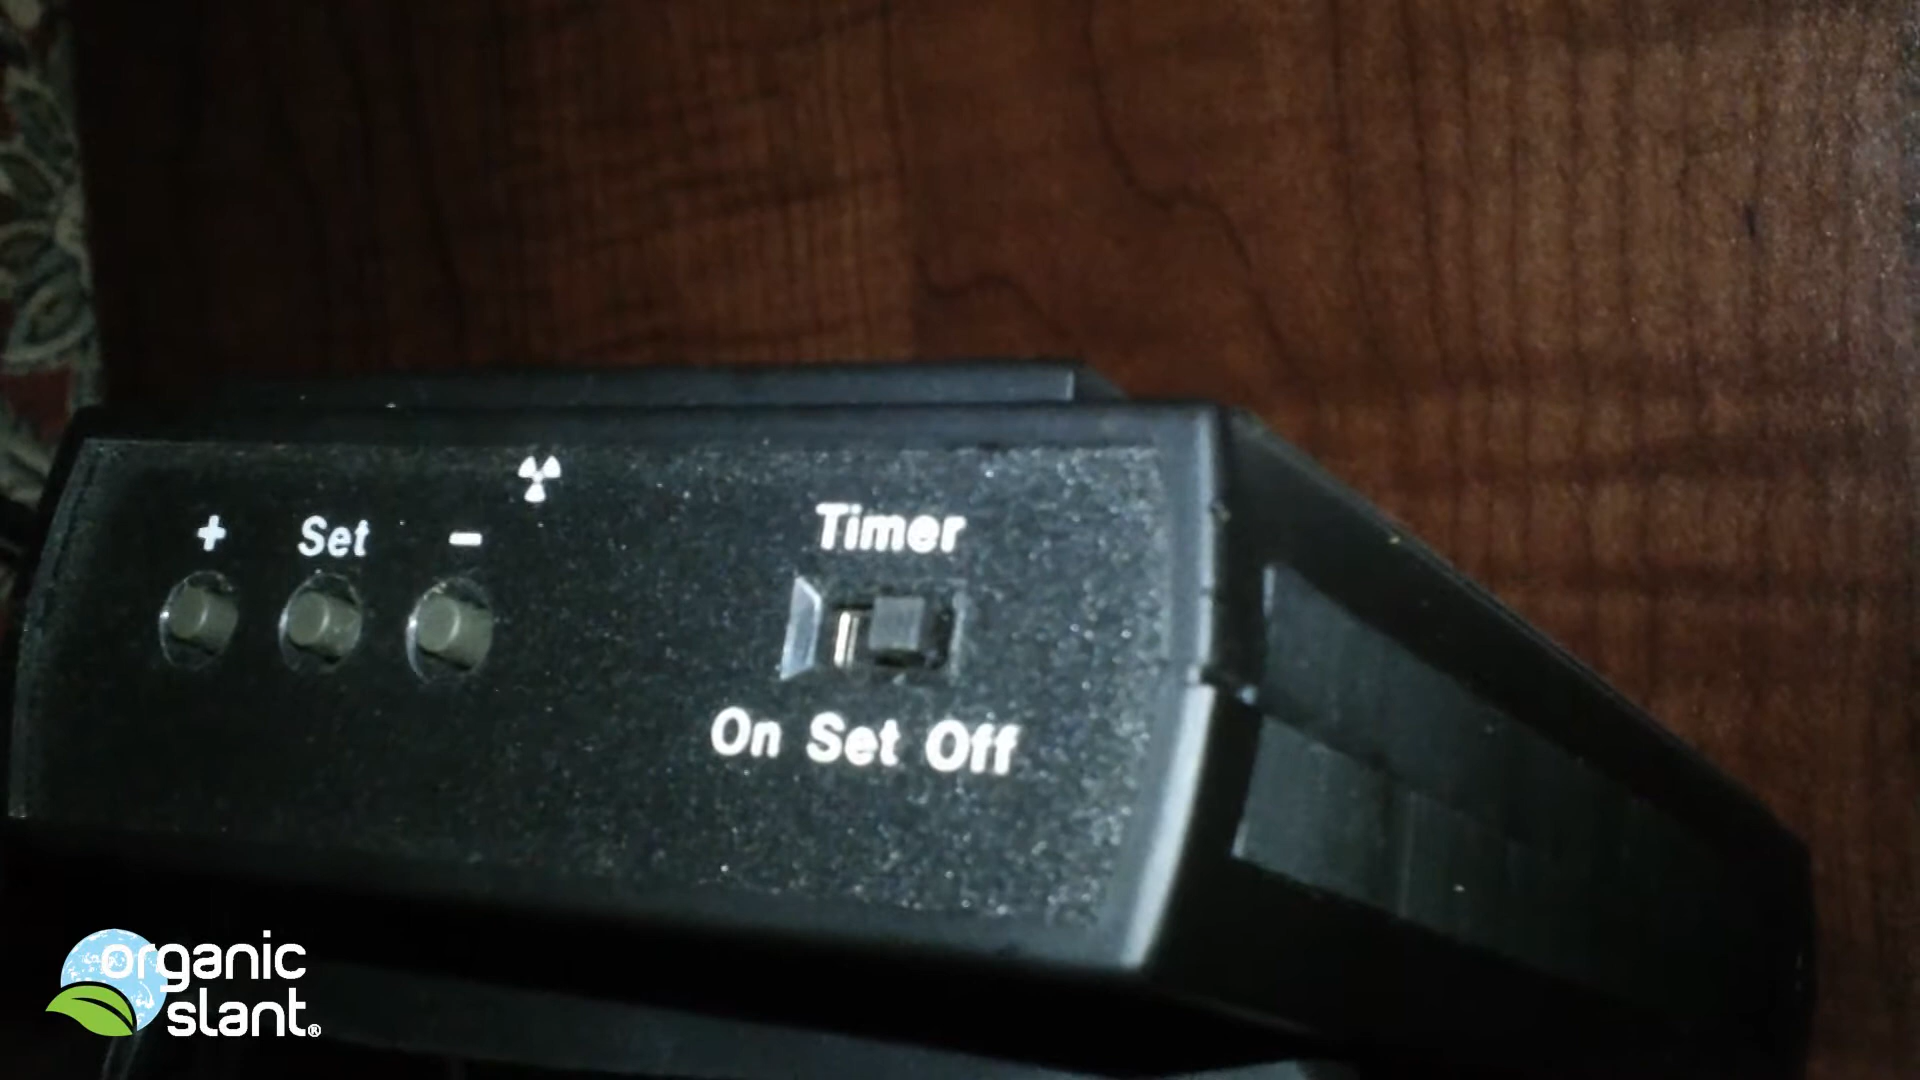 + Set -
Timer
On Set Off
organic
slant®